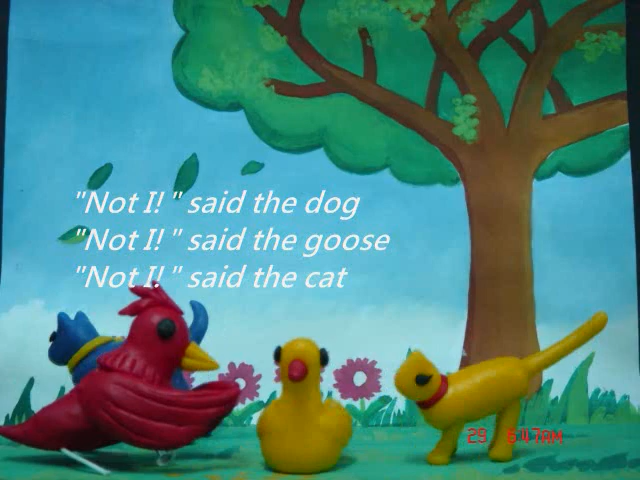 "Not I! " said the dog
"Not I! " said the goose
"Not I! " said the cat
29 6:47AM